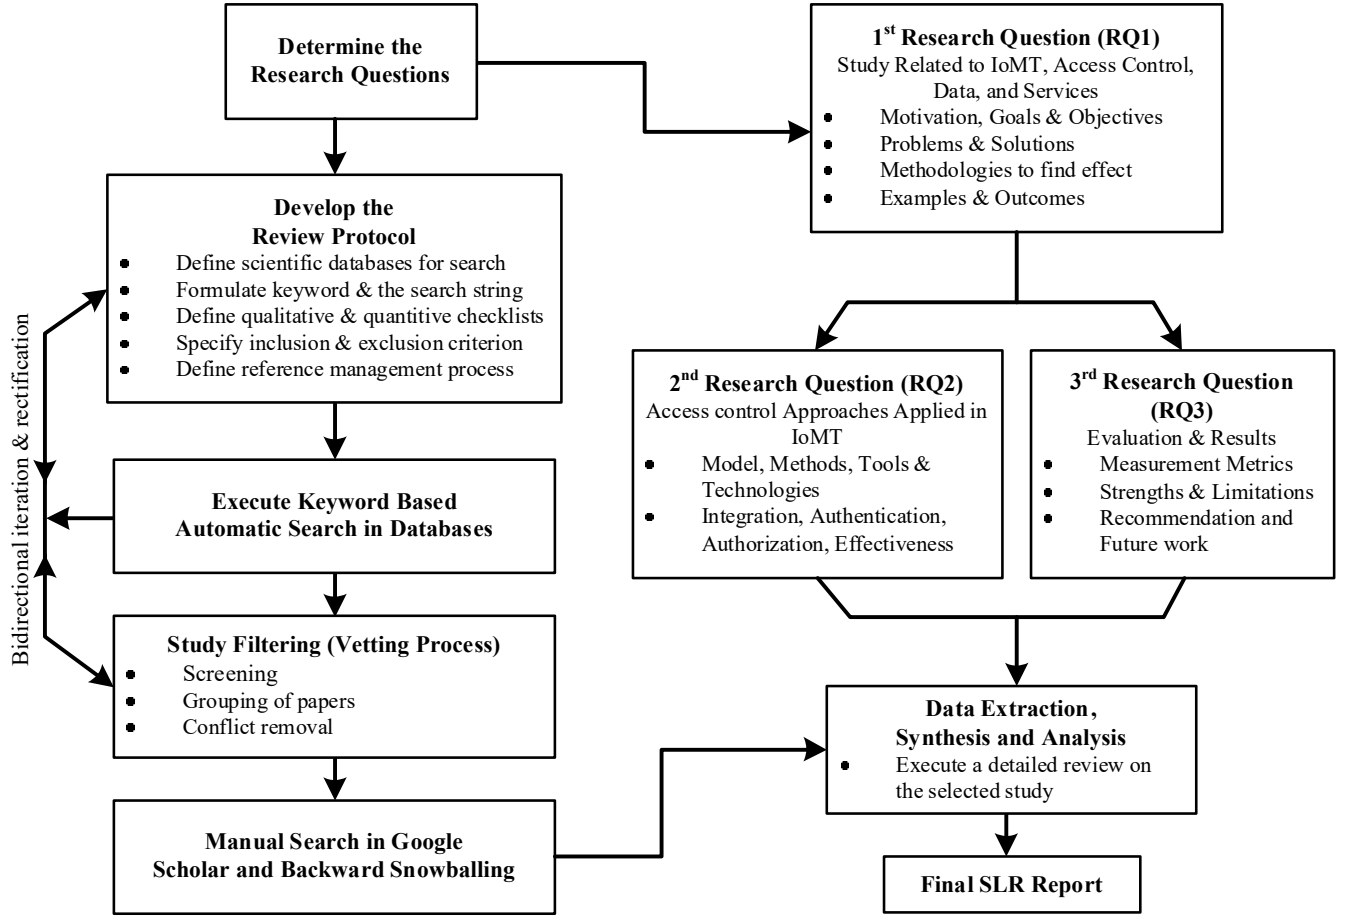 Determine the
Research Questions
Develop the
Review Protocol
• Define scientific databases for search
• Formulate keyword & the search string
• Define qualitative & quantitive checklists
• Specify inclusion & exclusion criterion
• Define reference management process
Bidirectional iteration & rectification
Execute Keyword Based
Automatic Search in Databases
Study Filtering (Vetting Process)
• Screening
• Grouping of papers
• Conflict removal
Manual Search in Google
Scholar and Backward Snowballing
1st Research Question (RQ1)
Study Related to IoMT, Access Control,
Data, and Services
• Motivation, Goals & Objectives
• Problems & Solutions
• Methodologies to find effect
• Examples & Outcomes
2nd Research Question (RQ2)
Access control Approaches Applied in
IoMT
• Model, Methods, Tools &
Technologies
• Integration, Authentication,
Authorization, Effectiveness
3rd Research Question
(RQ3)
Evaluation & Results
• Measurement Metrics
• Strengths & Limitations
• Recommendation and
Future work
Data Extraction,
Synthesis and Analysis
• Execute a detailed review on
the selected study
Final SLR Report